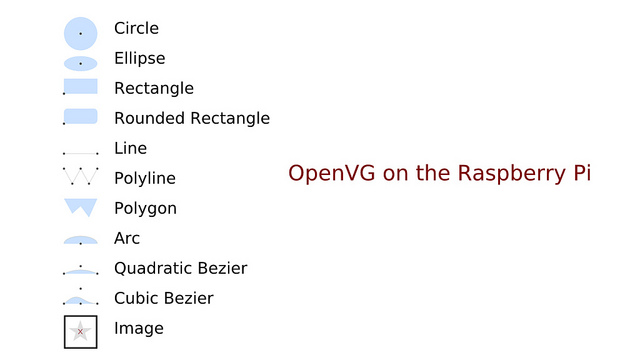 Circle
Ellipse
Rectangle
Rounded Rectangle
Line
Polyline
Polygon
Arc
Quadratic Bezier
Cubic Bezier
Image
OpenVG on the Raspberry Pi